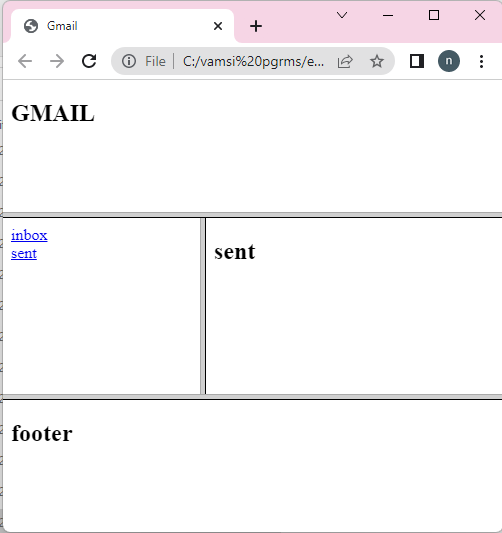 Gmail
File
C:/vamsi%20pgrms/e...
n
GMAIL
inbox
sent
sent
footer